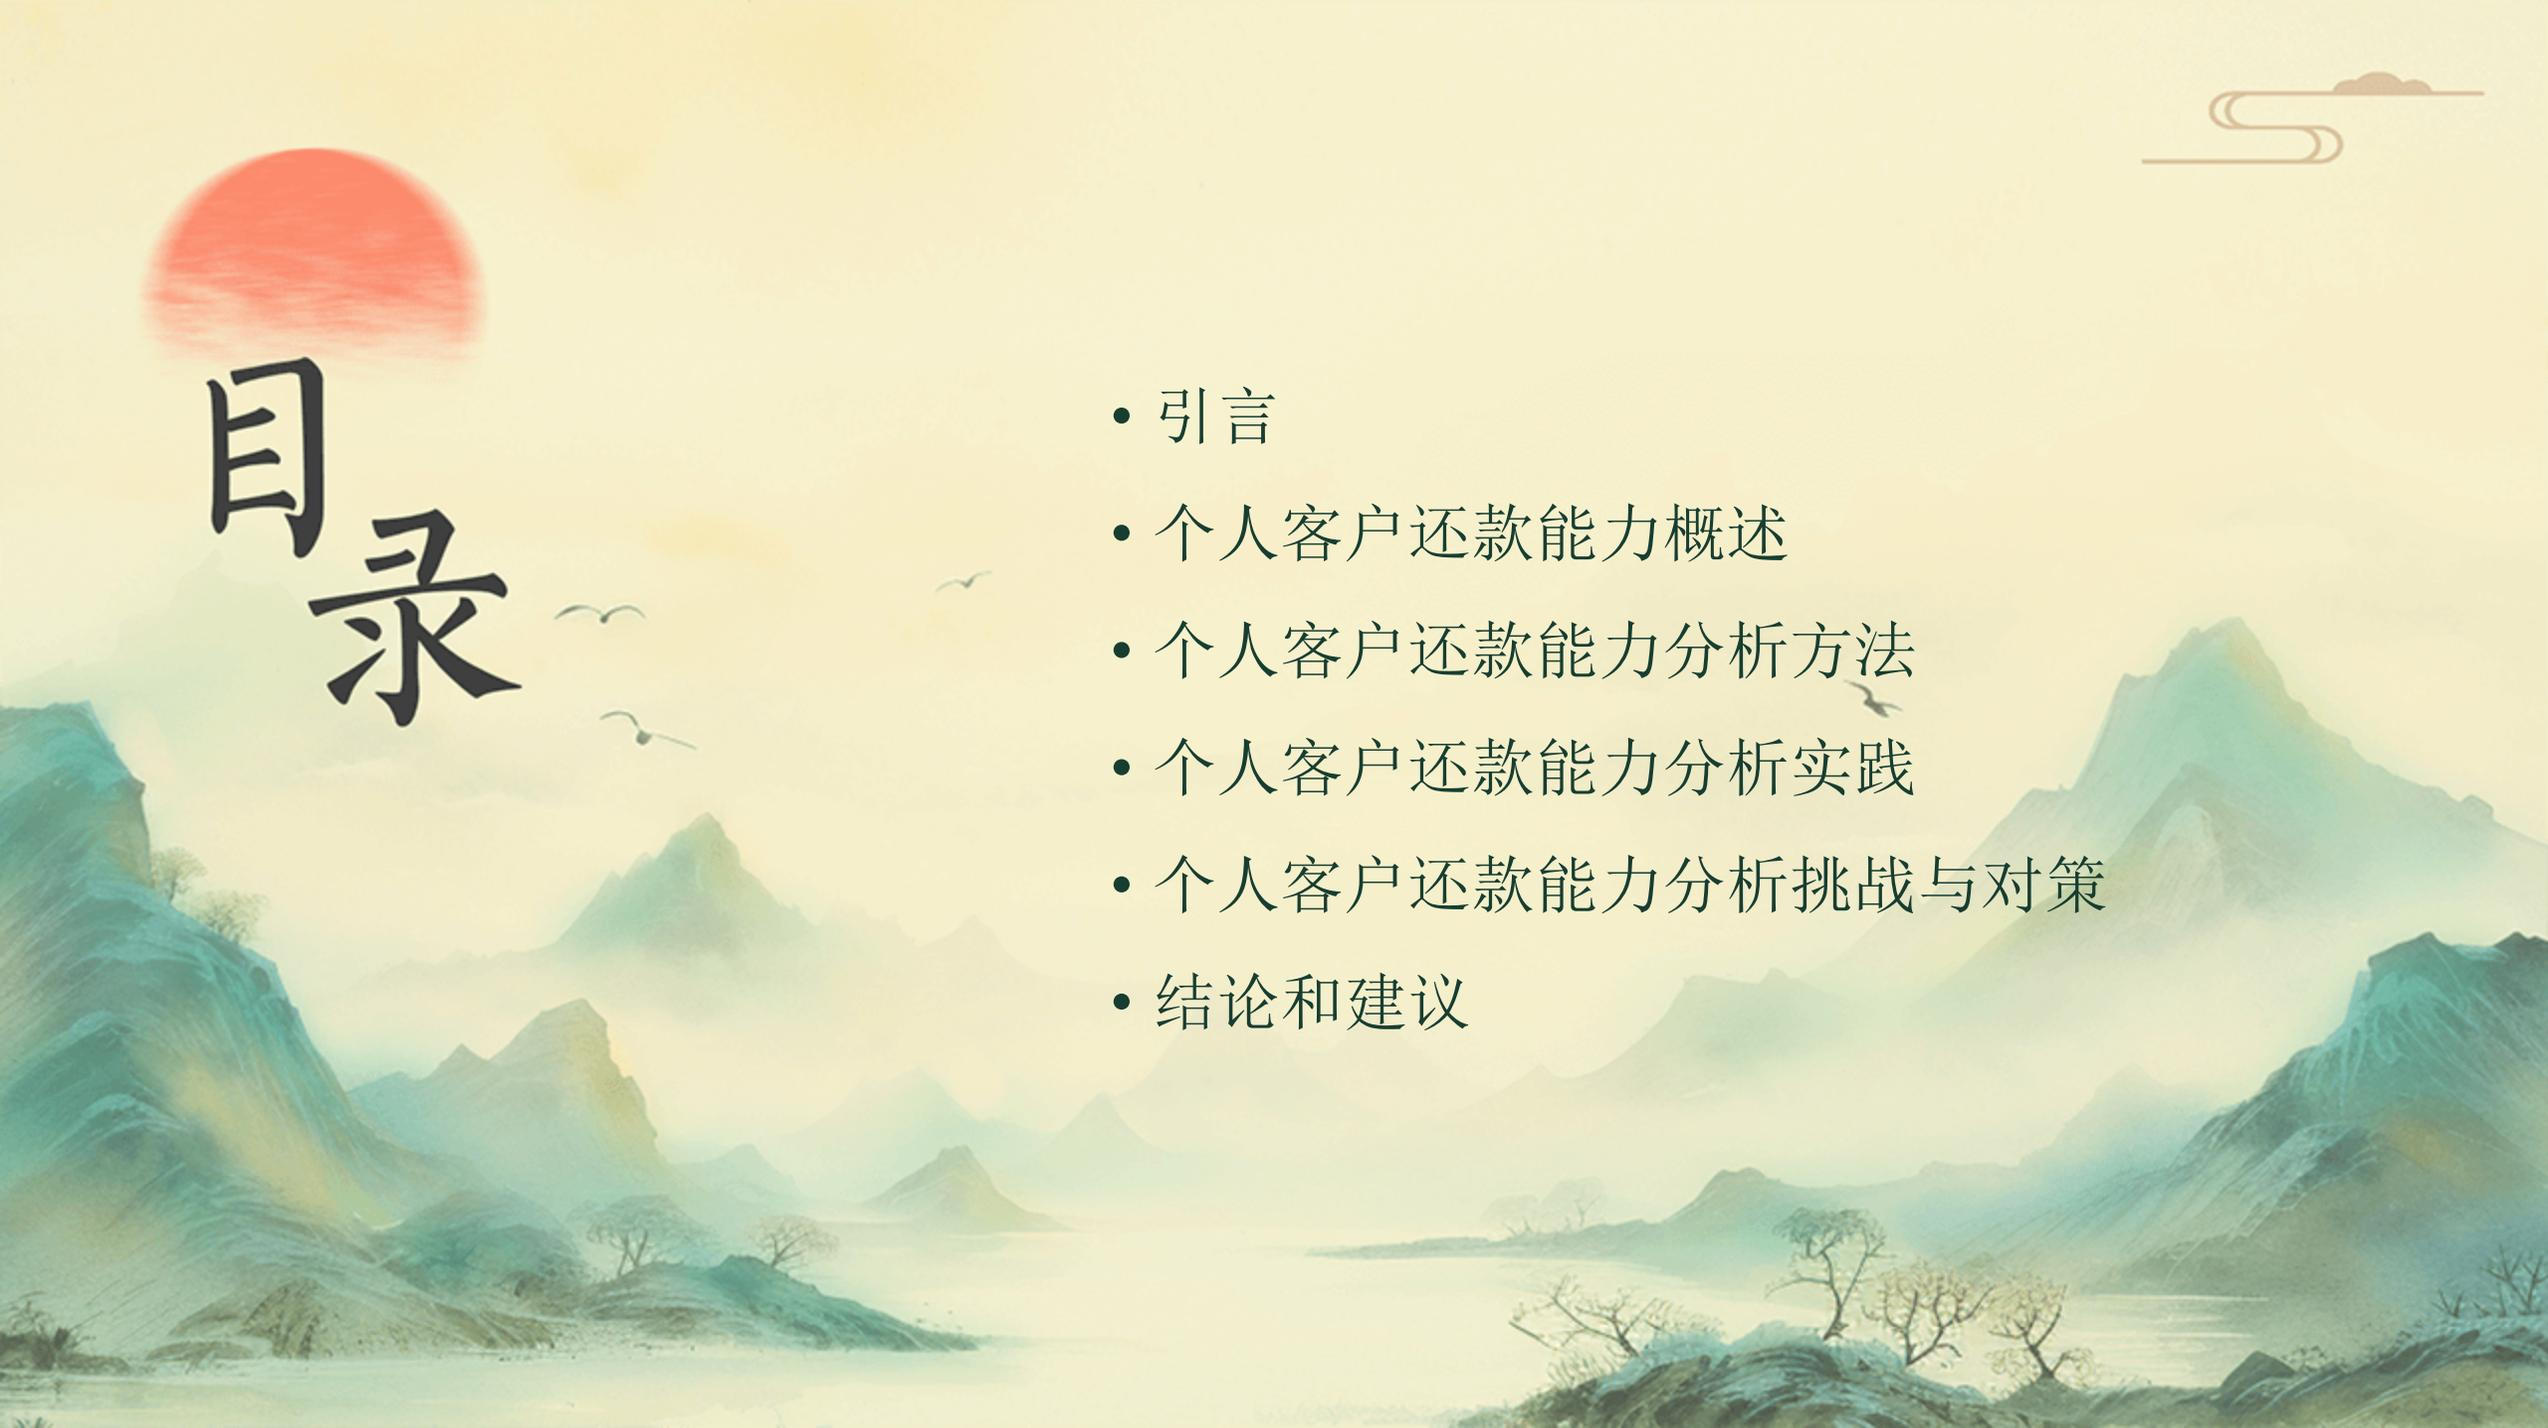 目录
• 引言
• 个人客户还款能力概述
• 个人客户还款能力分析方法
• 个人客户还款能力分析实践
• 个人客户还款能力分析挑战与对策
• 结论和建议